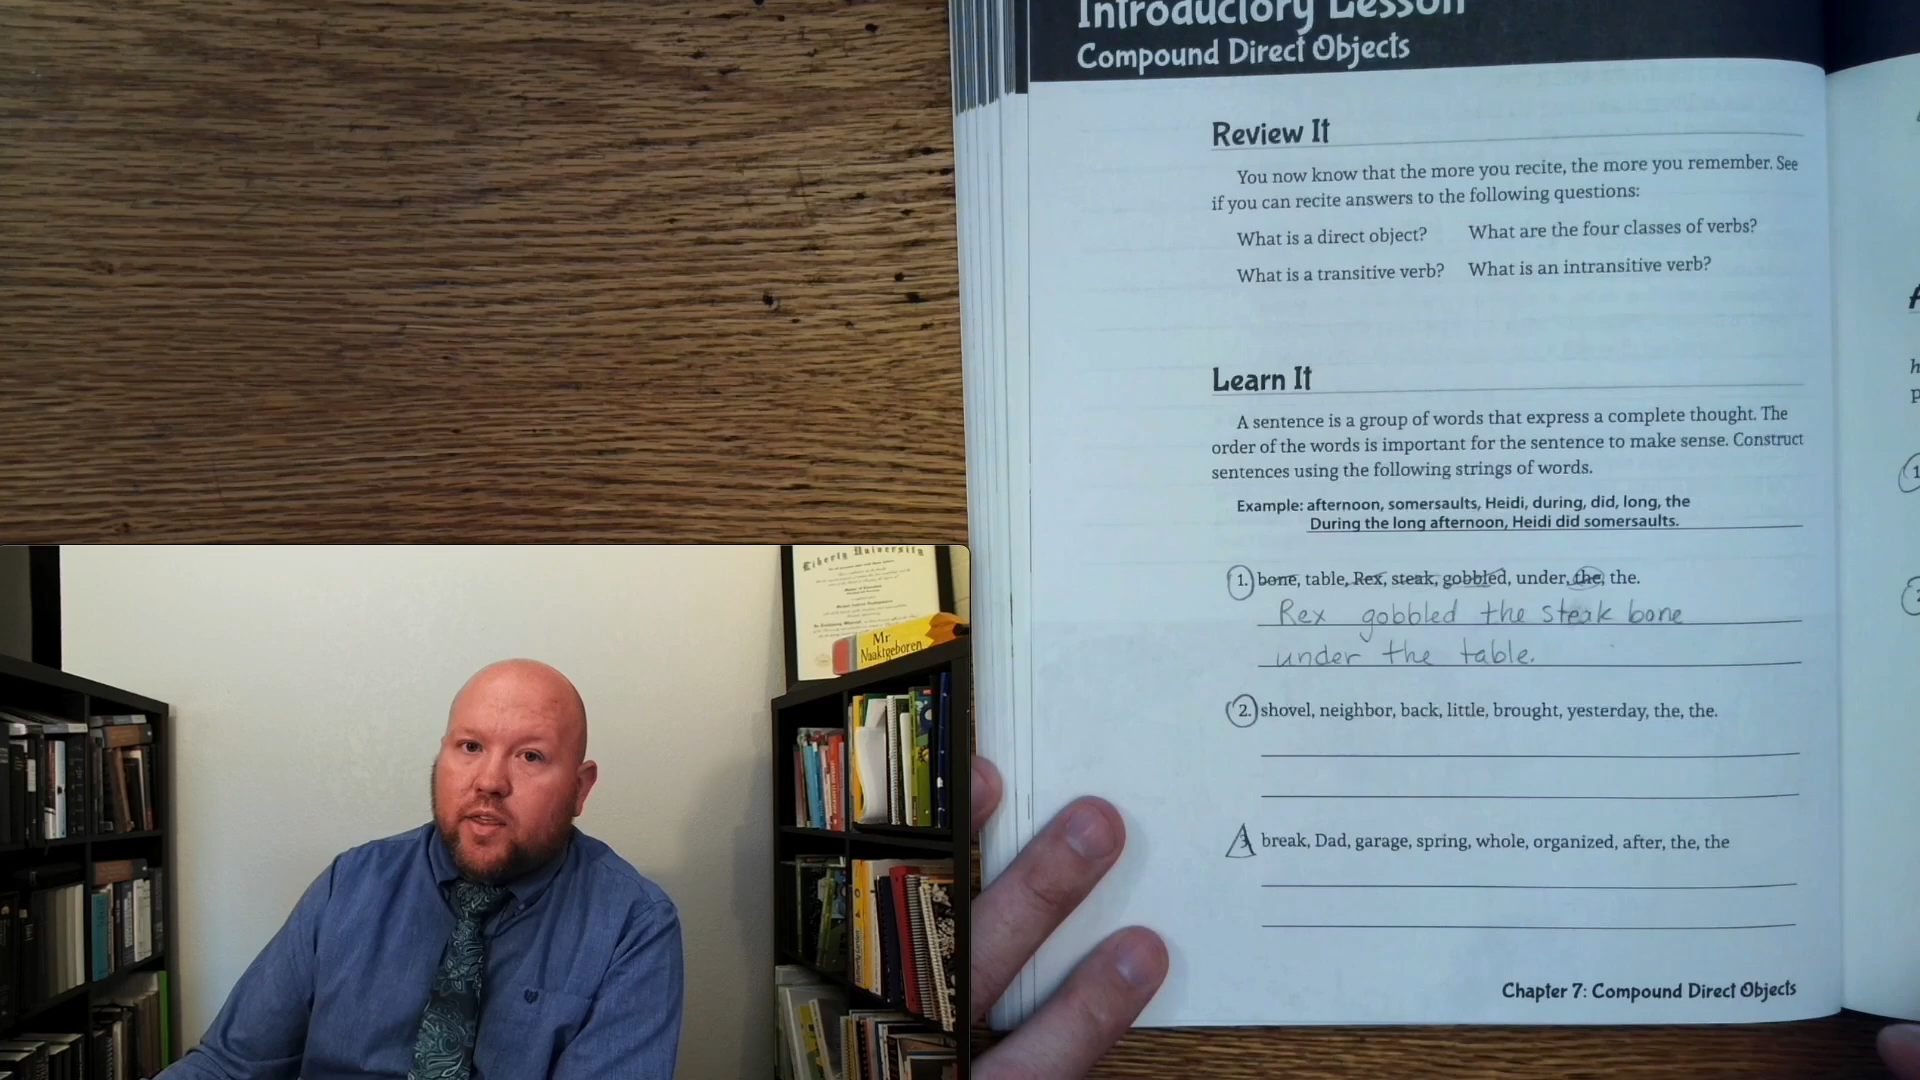 Introductory Lesson
Compound Direct Objects
Review It
You now know that the more you recite, the more you remember. See
if you can recite answers to the following questions:
What is a direct object? What are the four classes of verbs?
What is a transitive verb? What is an intransitive verb?
Learn It
A sentence is a group of words that express a complete thought. The
order of the words is important for the sentence to make sense. Construct
sentences using the following strings of words.
Example: afternoon, somersaults, Heidi, during, did, long, the
During the long afternoon, Heidi did somersaults.
1. bone, table, Rex, steak, gobbled, under, the, the.
Rex gobbled the steak bone
under the table.
2. shovel, neighbor, back, little, brought, yesterday, the, the.
3. break, Dad, garage, spring, whole, organized, after, the, the
Chapter 7: Compound Direct Objects
Liberty University
Mr
Naaktgeboren